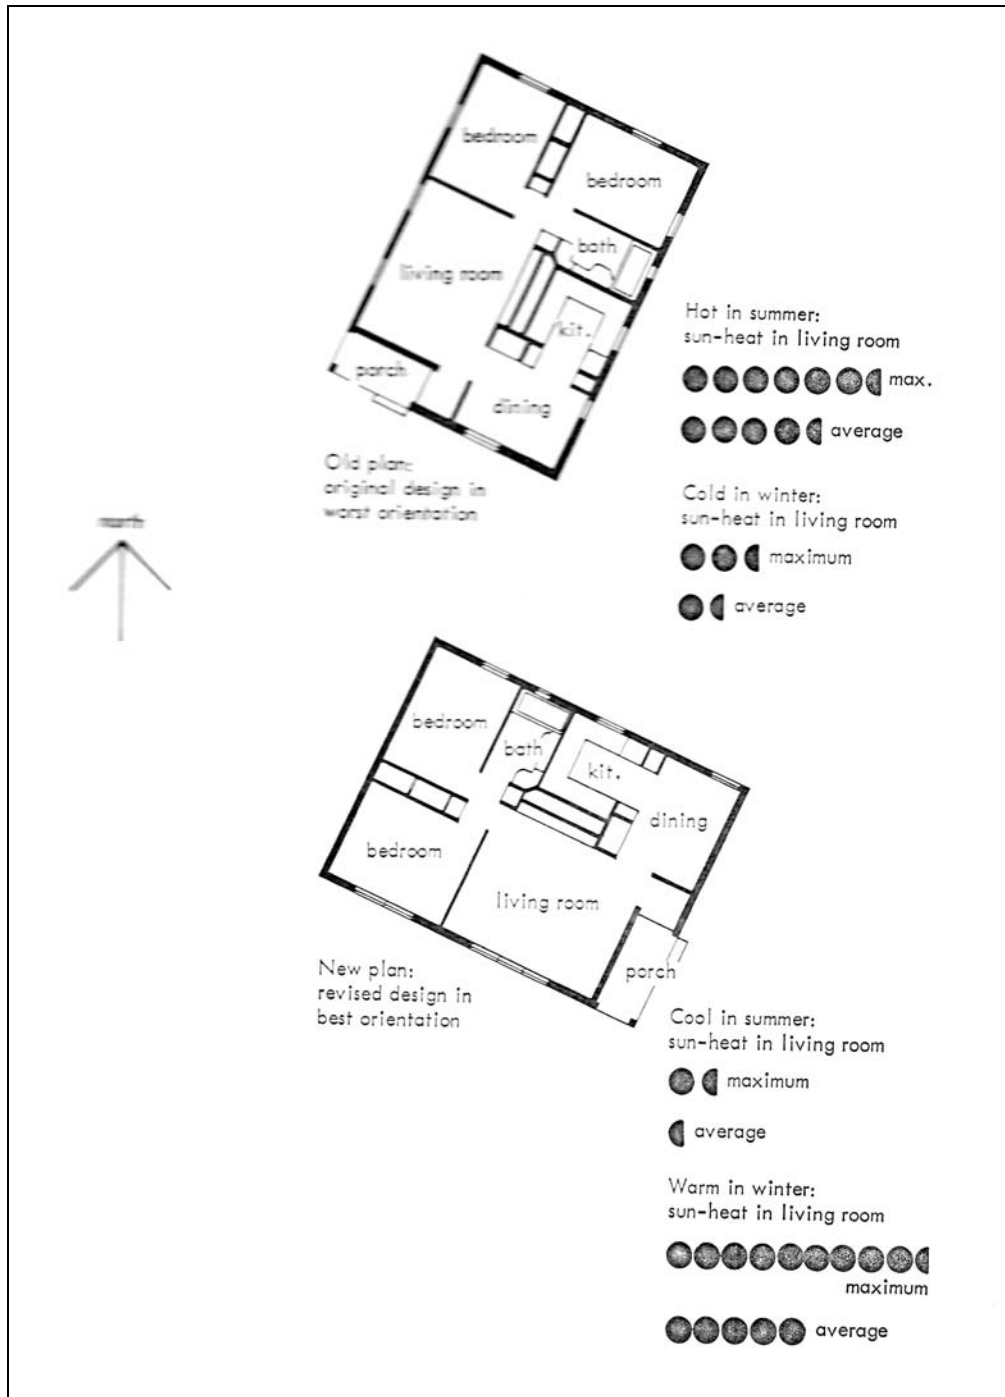 bedroom
bedroom
bath
living room
kit.
porch
dining
Old plan:
original design in
worst orientation
Hot in summer:
sun-heat in living room
max.
average
Cold in winter:
sun-heat in living room
maximum
average
north
bedroom
bath
kit.
dining
bedroom
living room
porch
New plan:
revised design in
best orientation
Cool in summer:
sun-heat in living room
maximum
average
Warm in winter:
sun-heat in living room
maximum
average